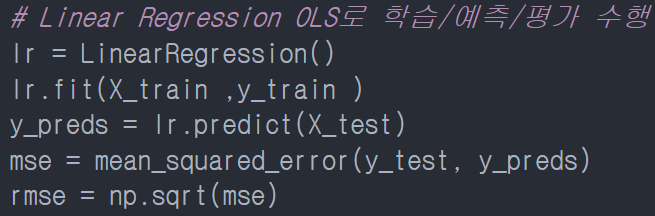 # Linear Regression OLS로 학습/예측/평가 수행
lr = LinearRegression()
lr.fit(X_train ,y_train )
y_preds = lr.predict(X_test)
mse = mean_squared_error(y_test, y_preds)
rmse = np.sqrt(mse)